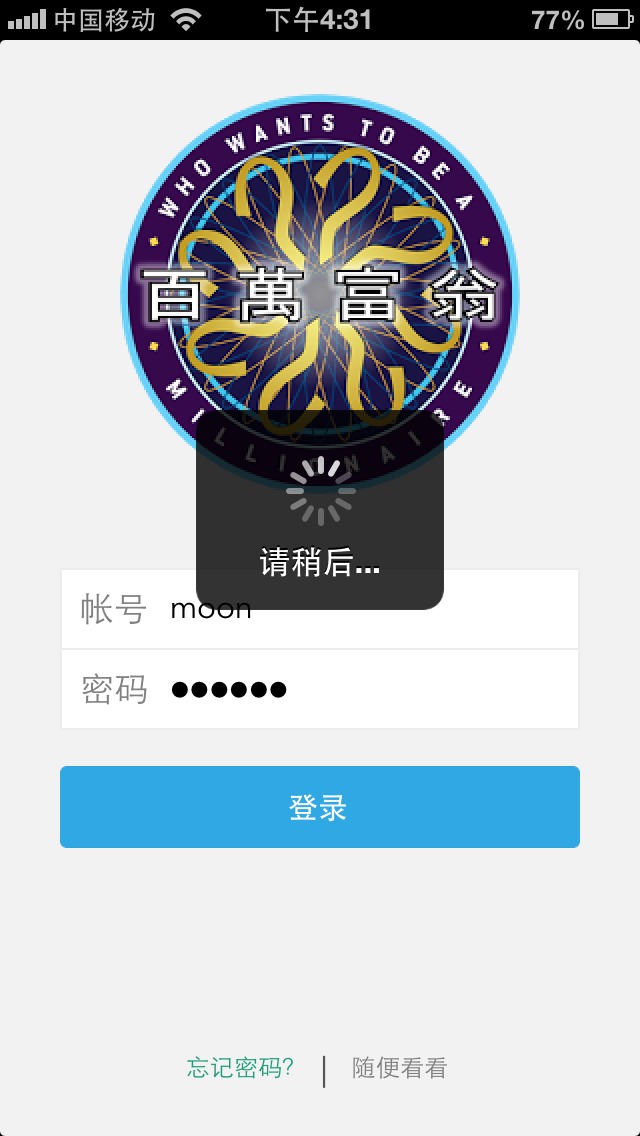 中国移动 下午4:31 77%
WHO WANTS TO BE A
百萬富翁
MILLIONAIRE
请稍后...
帐号 moon
密码 ●●●●●●
登录
忘记密码? | 随便看看